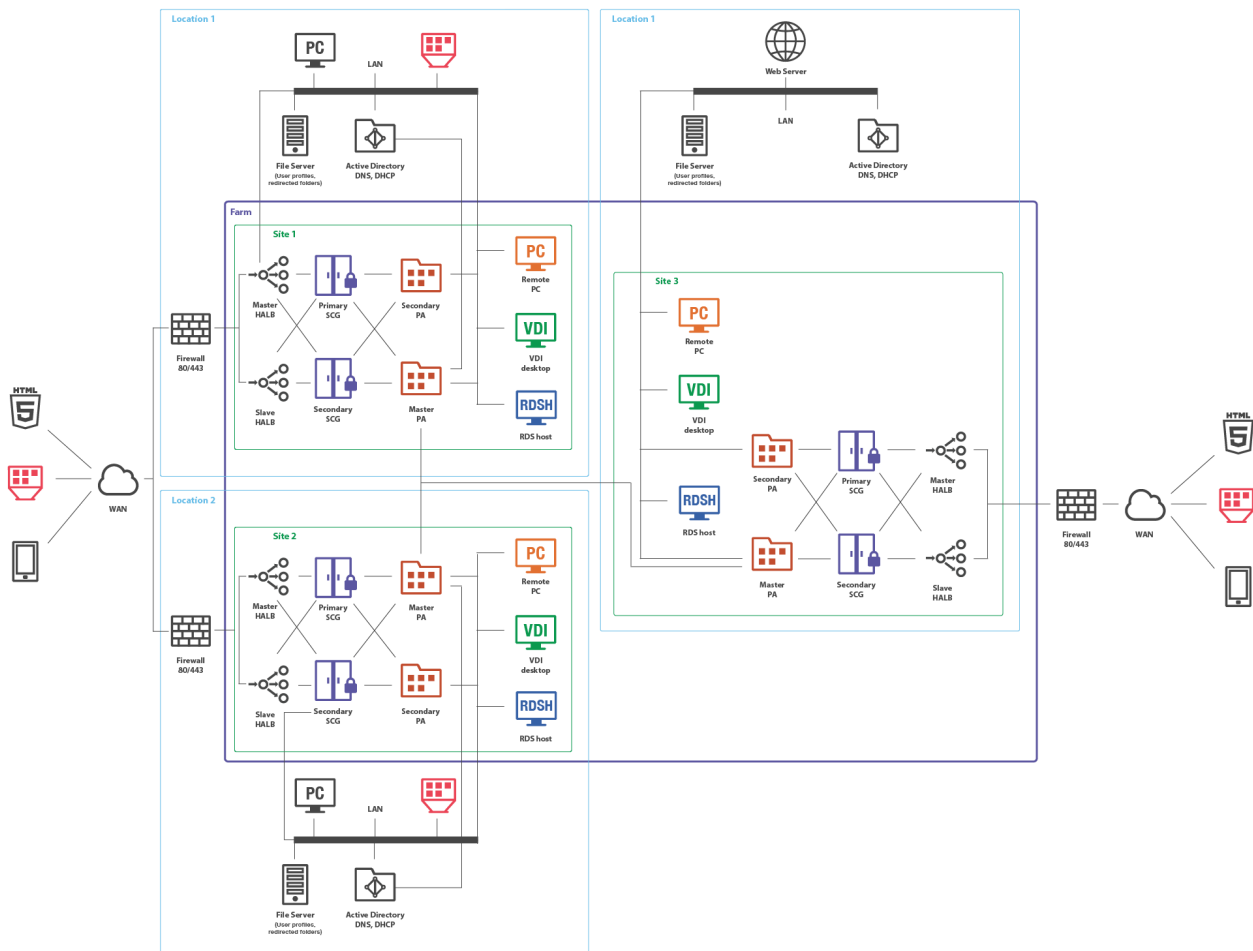 Location 1
PC
LAN
File Server
(User profiles,
redirected folders)
Active Directory
DNS, DHCP
Location 1
Web Server
LAN
File Server
(User profiles,
redirected folders)
Active Directory
DNS, DHCP
Farm
Site 1
Master
HALB
Primary
SCG
Secondary
PA
PC
Remote
PC
Firewall
80/443
VDI
VDI
desktop
Slave
HALB
Secondary
SCG
Master
PA
RDSH
RDS host
Site 3
PC
Remote
PC
VDI
VDI
desktop
Secondary
PA
Primary
SCG
Master
HALB
RDSH
RDS host
Master
PA
Secondary
SCG
Slave
HALB
Firewall
80/443
WAN
HTML
5
HTML
5
WAN
Location 2
Site 2
Master
HALB
Primary
SCG
Master
PA
PC
Remote
PC
Firewall
80/443
VDI
VDI
desktop
Slave
HALB
Secondary
SCG
Secondary
PA
RDSH
RDS host
PC
LAN
File Server
(User profiles,
redirected folders)
Active Directory
DNS, DHCP